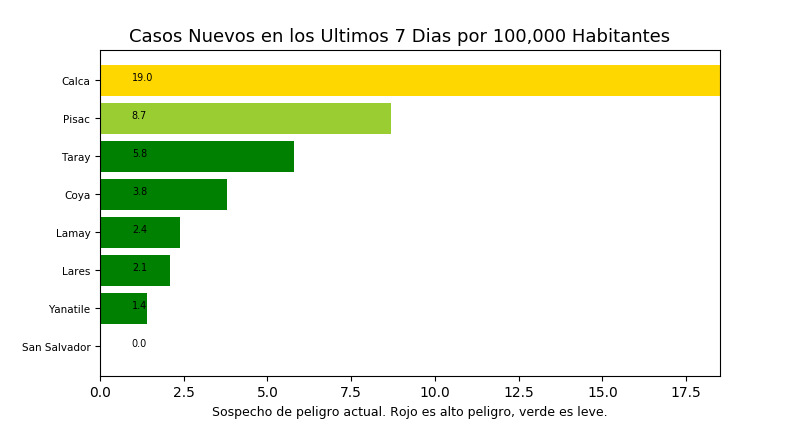 Casos Nuevos en los Ultimos 7 Dias por 100,000 Habitantes
Calca 19.0
Pisac 8.7
Taray 5.8
Coya 3.8
Lamay 2.4
Lares 2.1
Yanatile 1.4
San Salvador 0.0
0.0 2.5 5.0 7.5 10.0 12.5 15.0 17.5
Sospecho de peligro actual. Rojo es alto peligro, verde es leve.